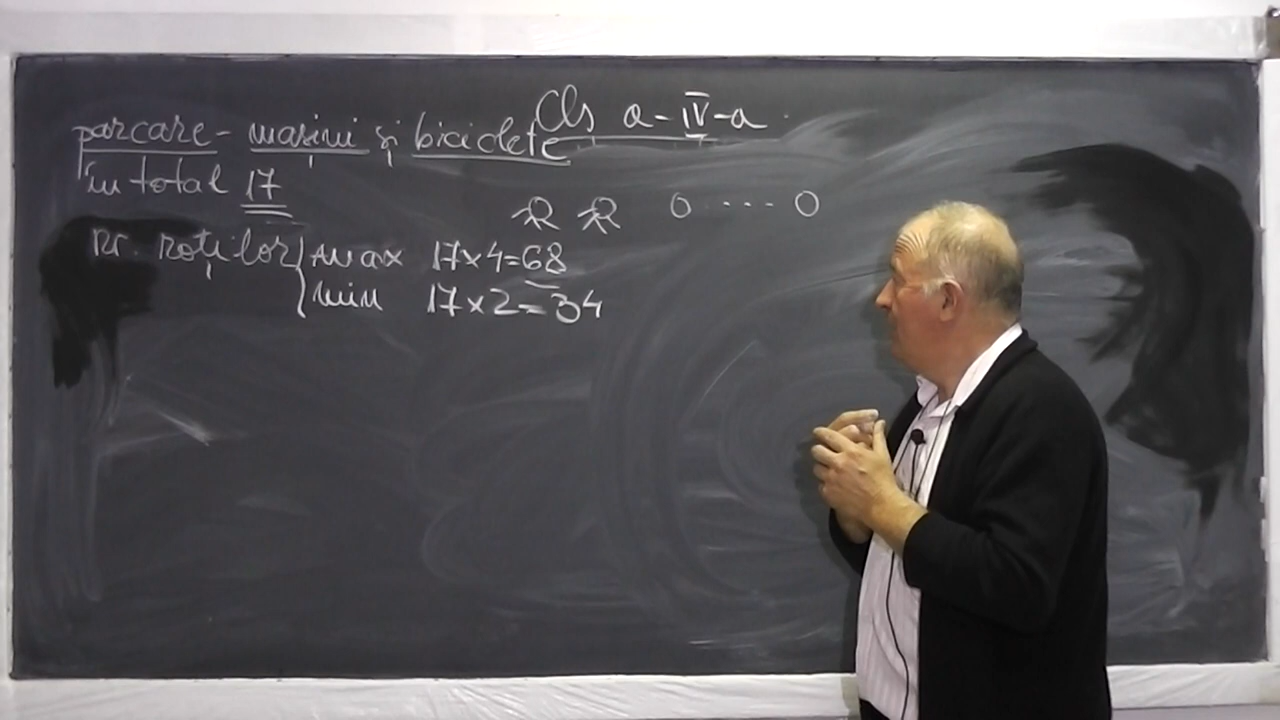 Cls a-IV-a
parcare - mașini și biciclete
în total 17
Nr. roților { max 17×4=68
min 17×2=34